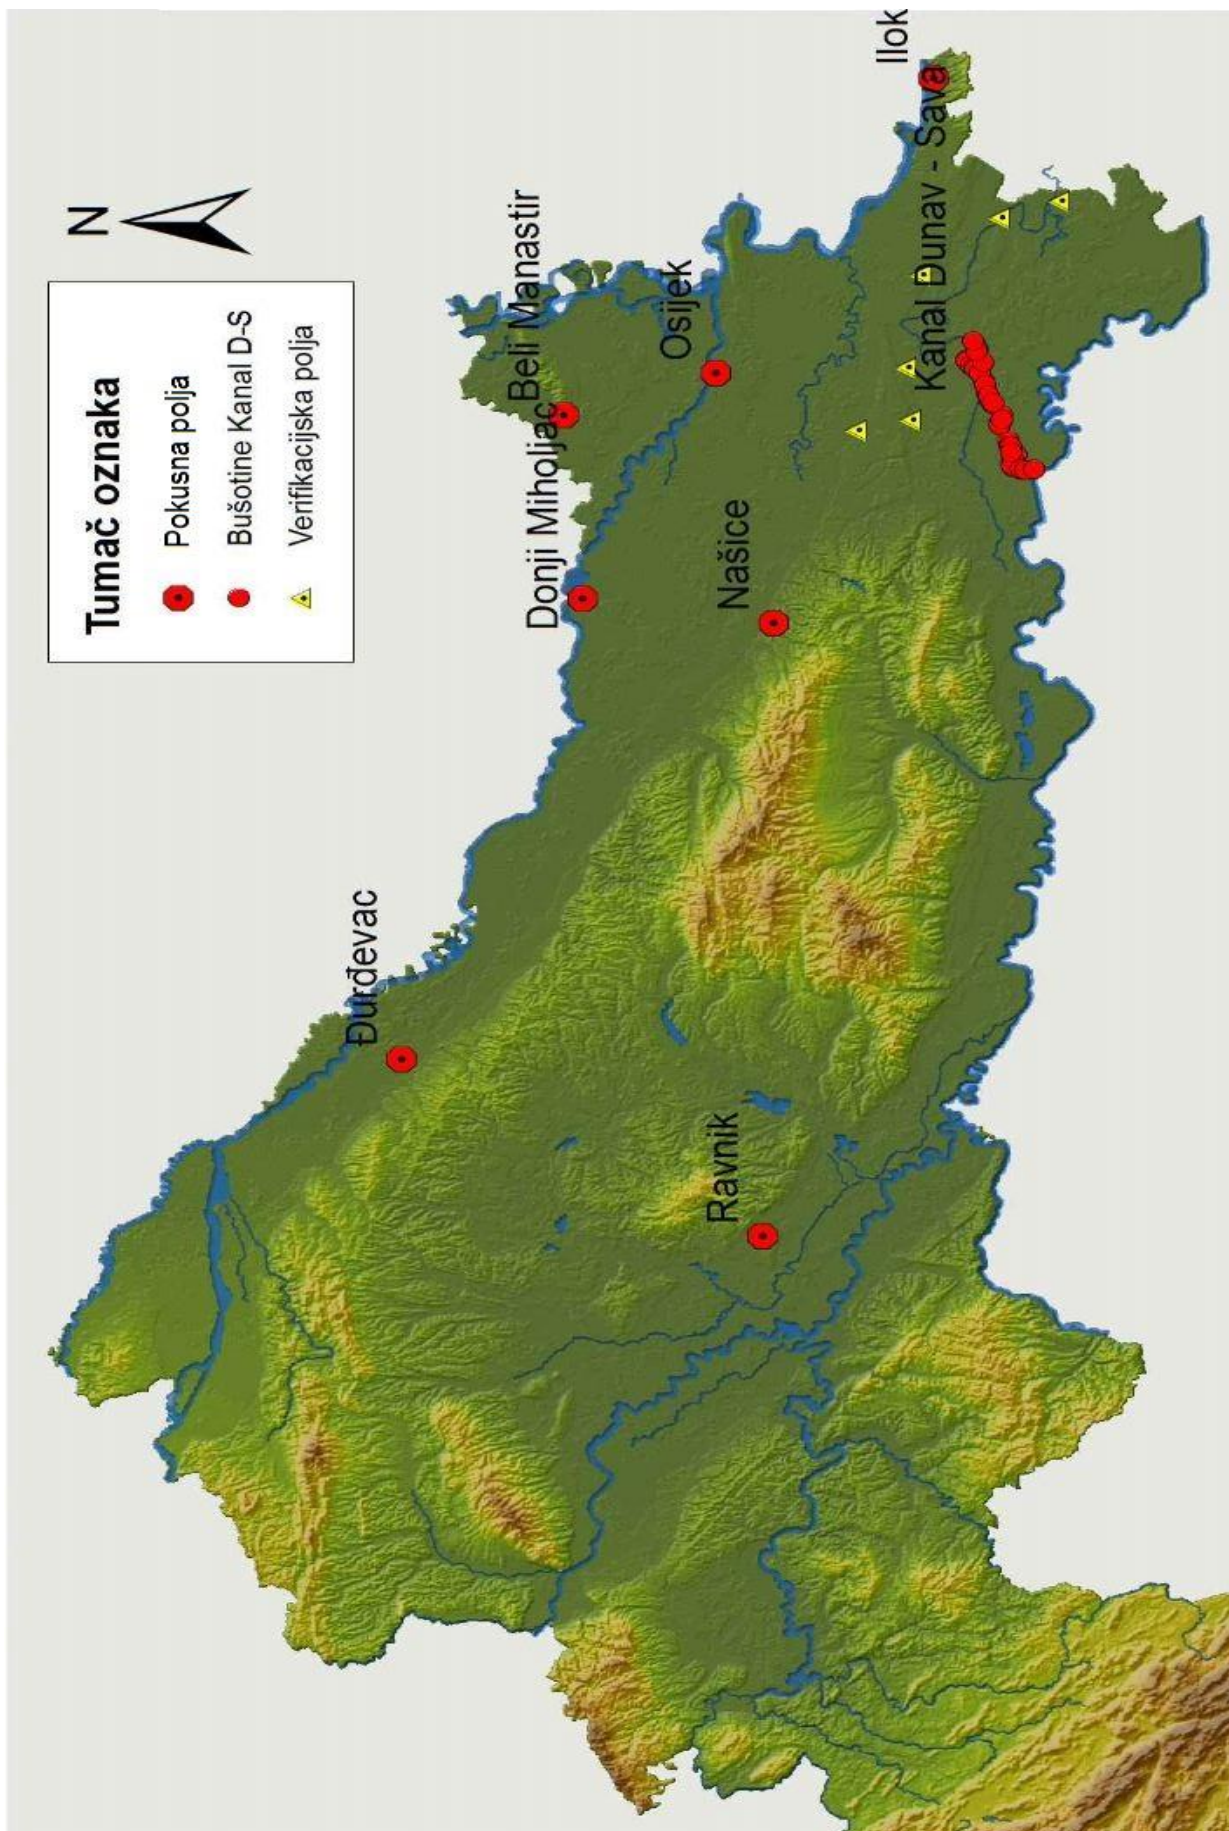 N
Tumač oznaka
Pokusna polja
Bušotine Kanal D-S
Verifikacijska polja
Đurđevac
Donji Miholjac
Beli Manastir
Osijek
Našice
Ravnik
Ilok
Kanal Dunav - Sava